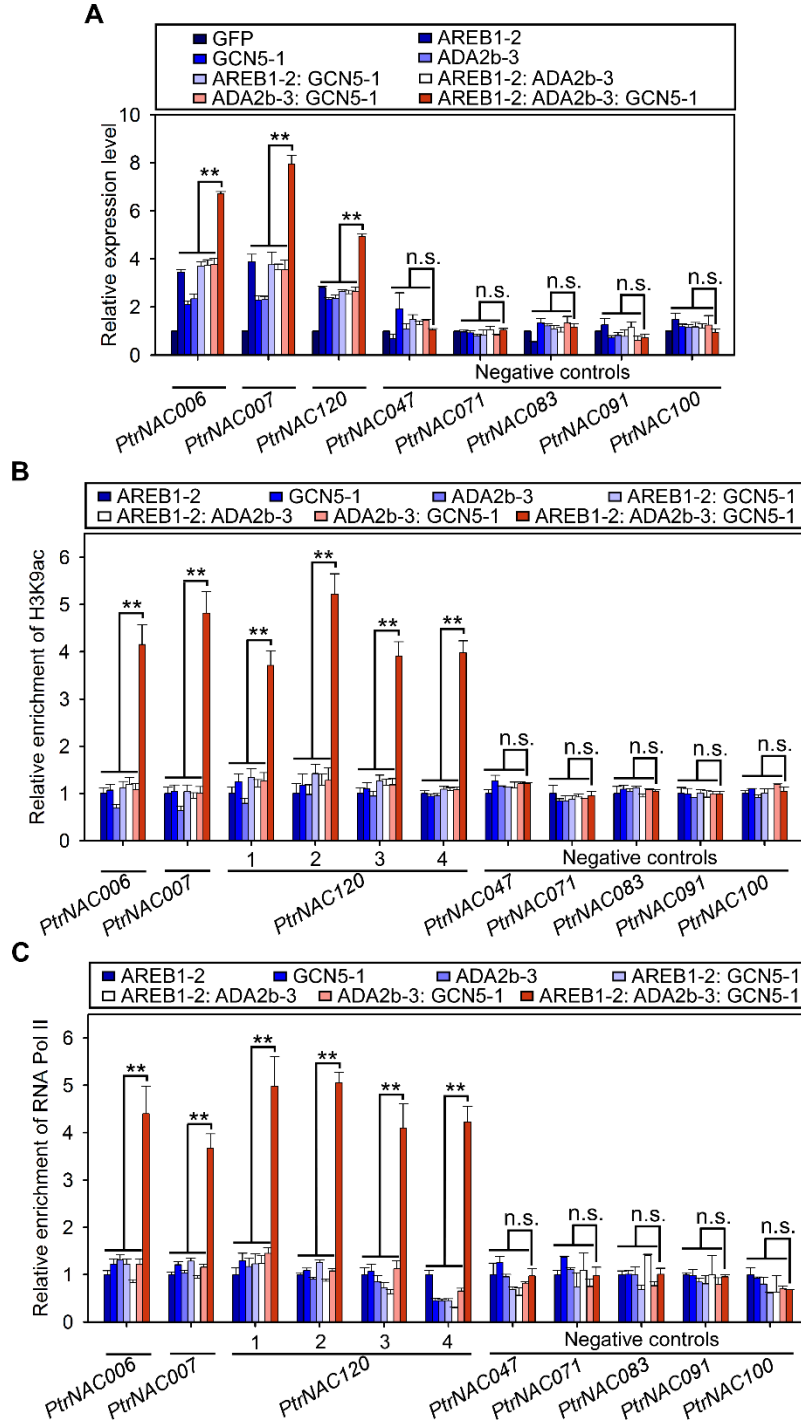 A
GFP
AREB1-2
GCN5-1
ADA2b-3
AREB1-2: GCN5-1
AREB1-2: ADA2b-3
ADA2b-3: GCN5-1
AREB1-2: ADA2b-3: GCN5-1
Relative expression level
10
8
6
4
2
0
**
**
**
n.s.
n.s.
n.s.
n.s.
n.s.
Negative controls
PtrNAC006
PtrNAC007
PtrNAC120
PtrNAC047
PtrNAC071
PtrNAC083
PtrNAC091
PtrNAC100
B
AREB1-2
GCN5-1
ADA2b-3
AREB1-2: GCN5-1
AREB1-2: ADA2b-3
ADA2b-3: GCN5-1
AREB1-2: ADA2b-3: GCN5-1
Relative enrichment of H3K9ac
6
5
4
3
2
1
0
**
**
**
**
**
**
n.s.
n.s.
n.s.
n.s.
n.s.
1
2
3
4
Negative controls
PtrNAC006
PtrNAC007
PtrNAC120
PtrNAC047
PtrNAC071
PtrNAC083
PtrNAC091
PtrNAC100
C
AREB1-2
GCN5-1
ADA2b-3
AREB1-2: GCN5-1
AREB1-2: ADA2b-3
ADA2b-3: GCN5-1
AREB1-2: ADA2b-3: GCN5-1
Relative enrichment of RNA Pol II
6
5
4
3
2
1
0
**
**
**
**
**
**
n.s.
n.s.
n.s.
n.s.
n.s.
1
2
3
4
Negative controls
PtrNAC006
PtrNAC007
PtrNAC120
PtrNAC047
PtrNAC071
PtrNAC083
PtrNAC091
PtrNAC100